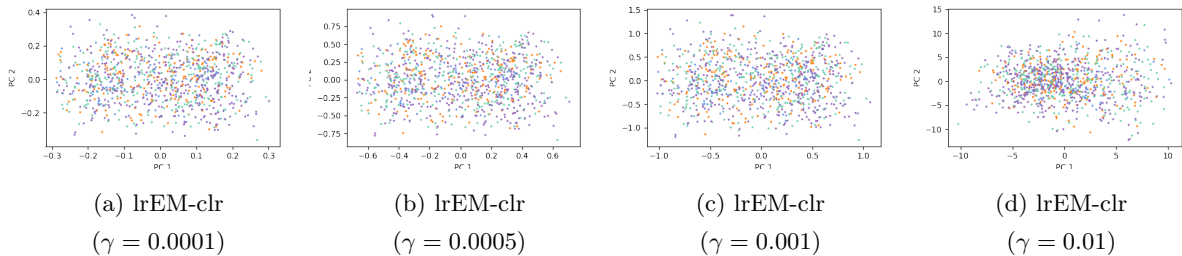 0.4
0.2
0.0
−0.2
PC 2
−0.3 −0.2 −0.1 0.0 0.1 0.2 0.3
PC 1
0.75
0.50
0.25
0.00
−0.25
−0.50
−0.75
PC 2
−0.6 −0.4 −0.2 0.0 0.2 0.4 0.6
PC 1
1.5
1.0
0.5
0.0
−0.5
−1.0
PC 2
−1.0 −0.5 0.0 0.5 1.0
PC 1
15
10
5
0
−5
−10
PC 2
−10 −5 0 5 10
PC 1
(a) lrEM-clr
(γ = 0.0001)
(b) lrEM-clr
(γ = 0.0005)
(c) lrEM-clr
(γ = 0.001)
(d) lrEM-clr
(γ = 0.01)